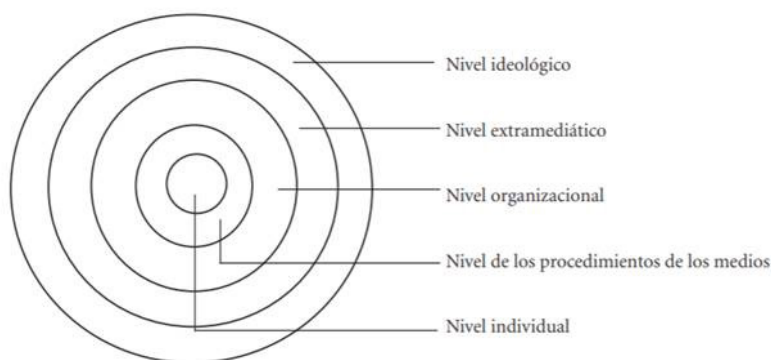 Nivel ideológico
Nivel extramediático
Nivel organizacional
Nivel de los procedimientos de los medios
Nivel individual